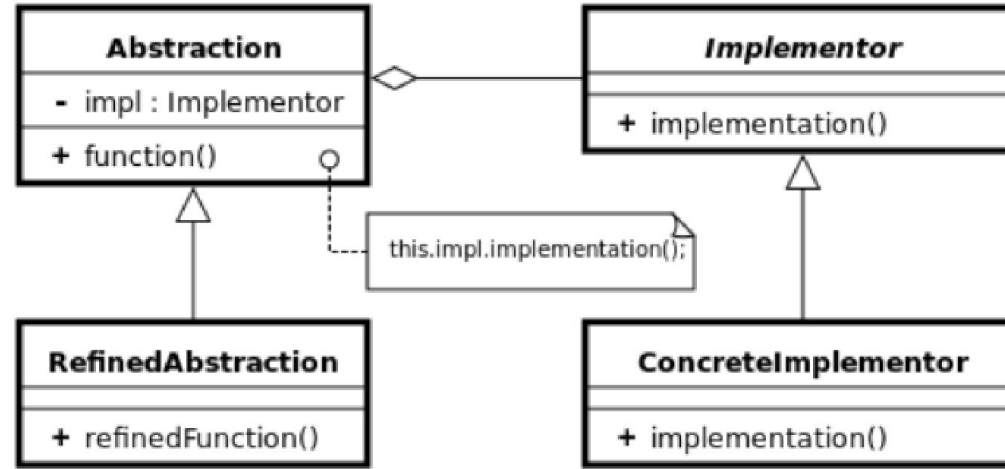 Abstraction
- impl : Implementor
+ function()
Implementor
+ implementation()
this.impl.implementation();
RefinedAbstraction
+ refinedFunction()
ConcreteImplementor
+ implementation()